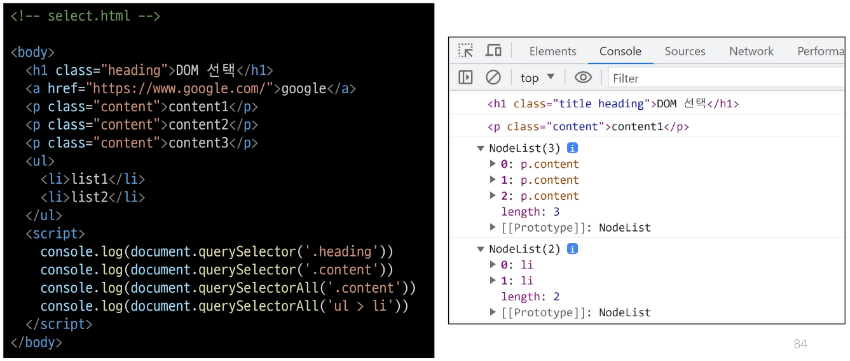 <!-- select.html -->
<body>
<h1 class="heading">DOM 선택</h1>
<a href="https://www.google.com/">google</a>
<p class="content">content1</p>
<p class="content">content2</p>
<p class="content">content3</p>
<ul>
<li>list1</li>
<li>list2</li>
</ul>
<script>
console.log(document.querySelector('.heading'))
console.log(document.querySelector('.content'))
console.log(document.querySelectorAll('.content'))
console.log(document.querySelectorAll('ul > li'))
</script>
</body>
Elements Console Sources Network Performa
top Filter
<h1 class="title heading">DOM 선택</h1>
<p class="content">content1</p>
NodeList(3)
0: p.content
1: p.content
2: p.content
length: 3
[[Prototype]]: NodeList
NodeList(2)
0: li
1: li
length: 2
[[Prototype]]: NodeList
84